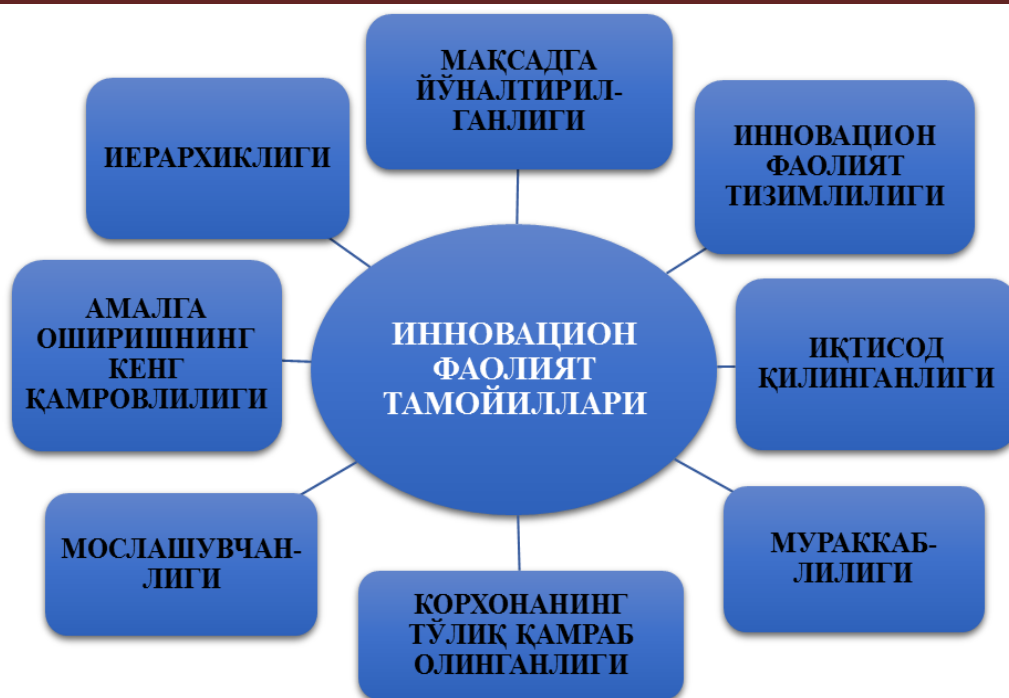 МАҚСАДГА
ЙЎНАЛТИРИЛ-
ГАНЛИГИ
ИННОВАЦИОН
ФАОЛИЯТ
ТИЗИМЛИЛИГИ
ИҚТИСОД
ҚИЛИНГАНЛИГИ
МУРАККАБ-
ЛИЛИГИ
КОРХОНАНИНГ
ТЎЛИҚ ҚАМРАБ
ОЛИНГАНЛИГИ
МОСЛАШУВЧАН-
ЛИГИ
АМАЛГА
ОШИРИШНИНГ
КЕНГ
ҚАМРОВЛИЛИГИ
ИЕРАРХИКЛИГИ
ИННОВАЦИОН
ФАОЛИЯТ
ТАМОЙИЛЛАРИ